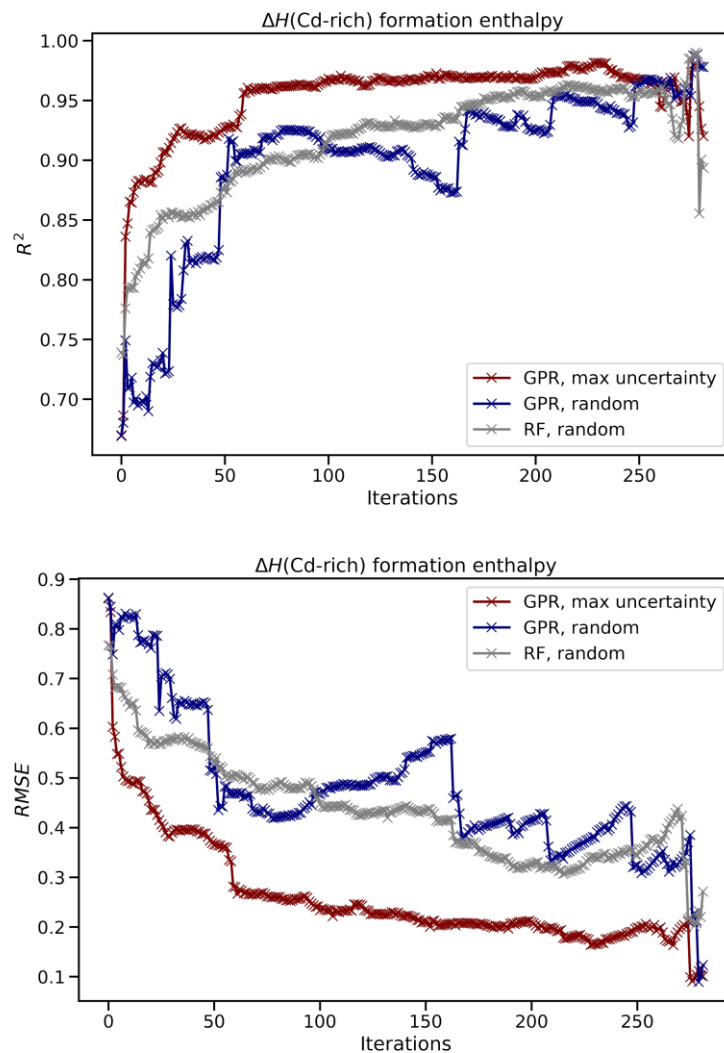 ΔH(Cd-rich) formation enthalpy
1.00
0.95
0.90
0.85
0.80
0.75
0.70
R²
GPR, max uncertainty
GPR, random
RF, random
0 50 100 150 200 250
Iterations
ΔH(Cd-rich) formation enthalpy
0.9
0.8
0.7
0.6
0.5
0.4
0.3
0.2
0.1
RMSE
GPR, max uncertainty
GPR, random
RF, random
0 50 100 150 200 250
Iterations